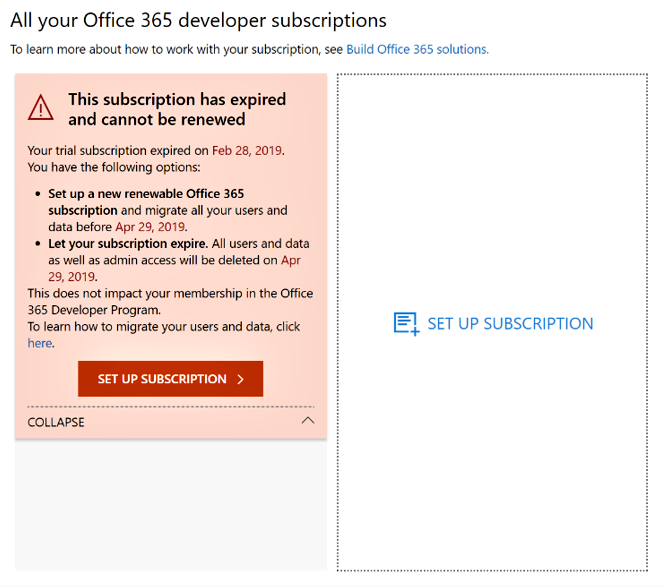 All your Office 365 developer subscriptions
To learn more about how to work with your subscription, see Build Office 365 solutions.
This subscription has expired
and cannot be renewed
Your trial subscription expired on Feb 28, 2019.
You have the following options:
• Set up a new renewable Office 365
subscription and migrate all your users and
data before Apr 29, 2019.
• Let your subscription expire. All users and data
as well as admin access will be deleted on Apr
29, 2019.
This does not impact your membership in the Office
365 Developer Program.
To learn how to migrate your users and data, click
here.
SET UP SUBSCRIPTION
COLLAPSE
SET UP SUBSCRIPTION